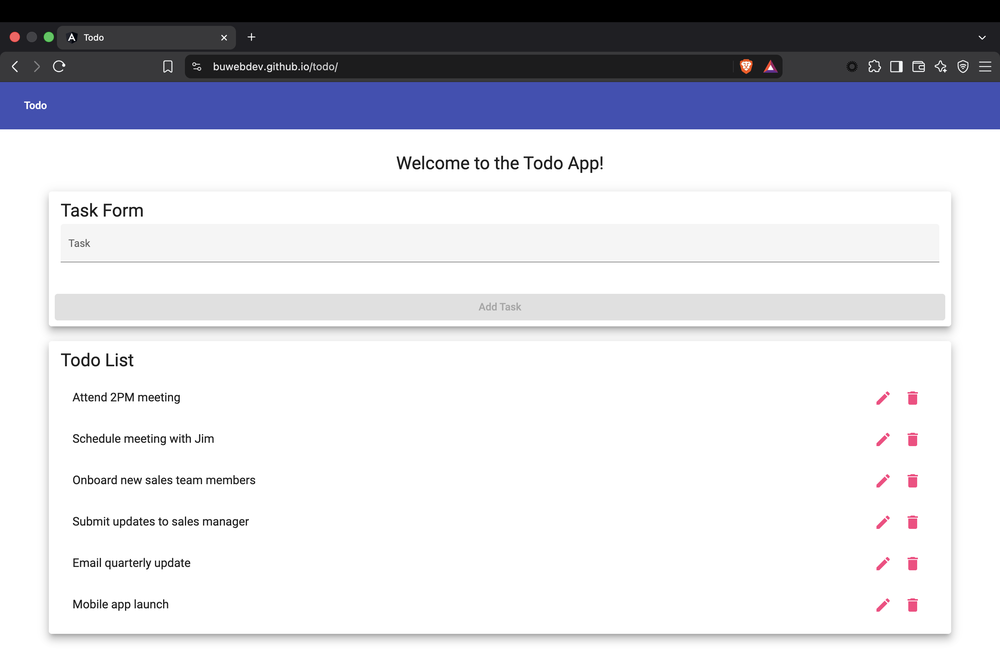 Todo
buwebdev.github.io/todo/
Todo
Welcome to the Todo App!
Task Form
Task
Add Task
Todo List
Attend 2PM meeting
Schedule meeting with Jim
Onboard new sales team members
Submit updates to sales manager
Email quarterly update
Mobile app launch